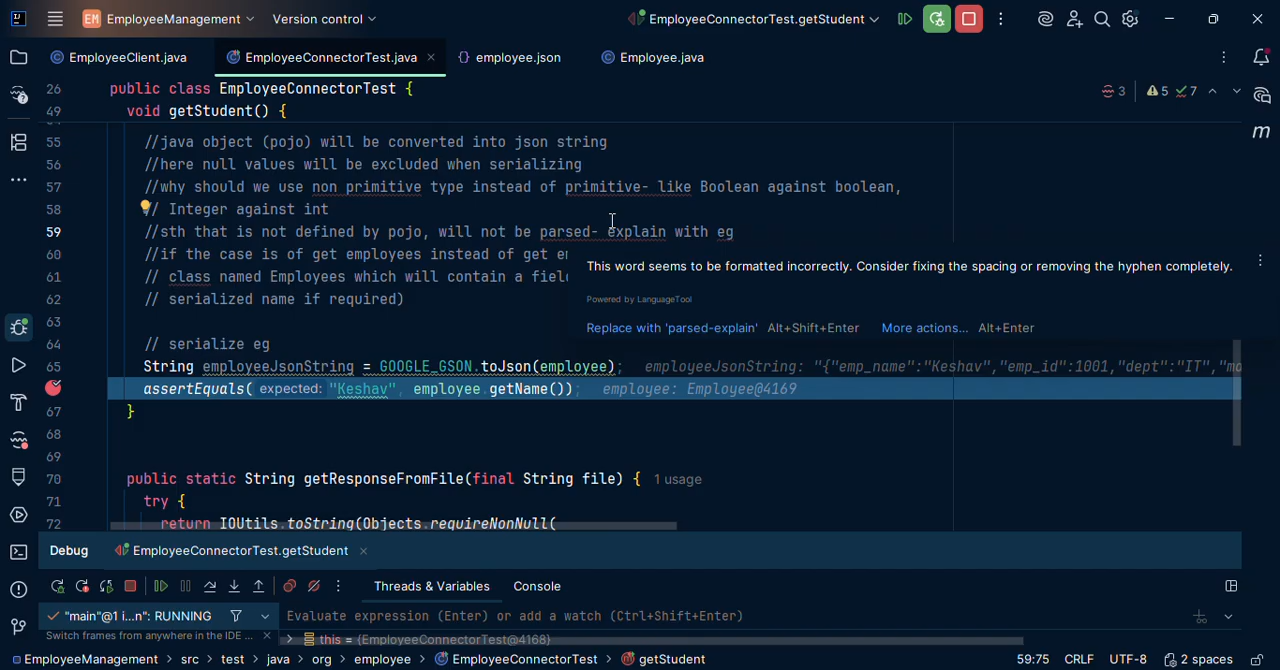 EM EmployeeManagement Version control EmployeeConnectorTest.getStudent
EmployeeClient.java EmployeeConnectorTest.java {} employee.json Employee.java
26 public class EmployeeConnectorTest { 3 5 7
49 void getStudent() {
55 //java object (pojo) will be converted into json string
56 //here null values will be excluded when serializing
57 //why should we use non primitive type instead of primitive- like Boolean against boolean,
58 // Integer against int
59 //sth that is not defined by pojo, will not be parsed- explain with eg
60 //if the case is of get employees instead of get em
61 // class named Employees which will contain a field
62 // serialized name if required)
This word seems to be formatted incorrectly. Consider fixing the spacing or removing the hyphen completely.
Powered by LanguageTool
Replace with 'parsed-explain' Alt+Shift+Enter More actions... Alt+Enter
63
64 // serialize eg
65 String employeeJsonString = GOOGLE_GSON.toJson(employee); employeeJsonString: "{"emp_name":"Keshav","emp_id":1001,"dept":"IT","ma
assertEquals( expected: "Keshav", employee.getName()); employee: Employee@4169
67 }
68
69
70 public static String getResponseFromFile(final String file) { 1 usage
71 try {
72 return IOUtils.toString(Objects.requireNonNull(
Debug EmployeeConnectorTest.getStudent
Threads & Variables Console
"main"@1 i...n": RUNNING Evaluate expression (Enter) or add a watch (Ctrl+Shift+Enter)
Switch frames from anywhere in the IDE ... this = {EmployeeConnectorTest@4168}
EmployeeManagement > src > test > java > org > employee > EmployeeConnectorTest > getStudent 59:75 CRLF UTF-8 2 spaces
m